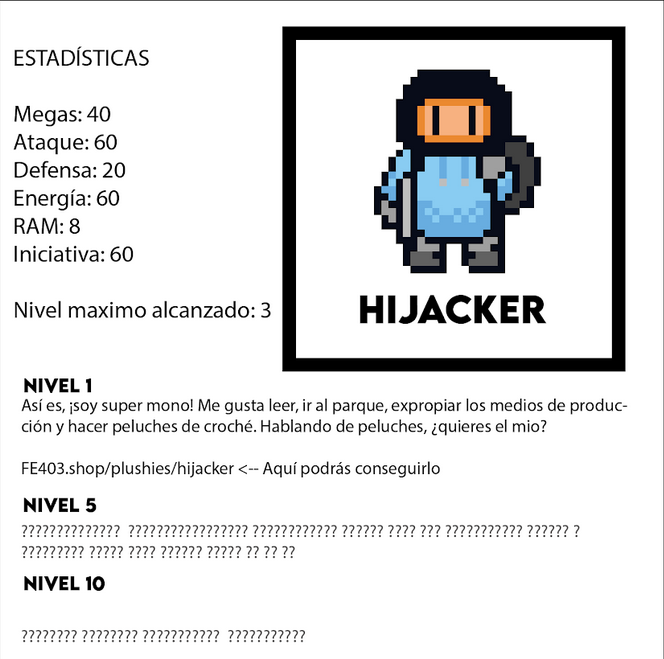 ESTADÍSTICAS
Megas: 40
Ataque: 60
Defensa: 20
Energía: 60
RAM: 8
Iniciativa: 60
Nivel maximo alcanzado: 3
HIJACKER
NIVEL 1
Así es, ¡soy super mono! Me gusta leer, ir al parque, expropiar los medios de produc-
ción y hacer peluches de croché. Hablando de peluches, ¿quieres el mio?
FE403.shop/plushies/hijacker <-- Aquí podrás conseguirlo
NIVEL 5
?????????????? ????????????????? ???????????? ?????? ???? ??? ??????????? ?????? ?
????????? ????? ???? ?????? ????? ?? ?? ??
NIVEL 10
???????? ???????? ??????????? ???????????